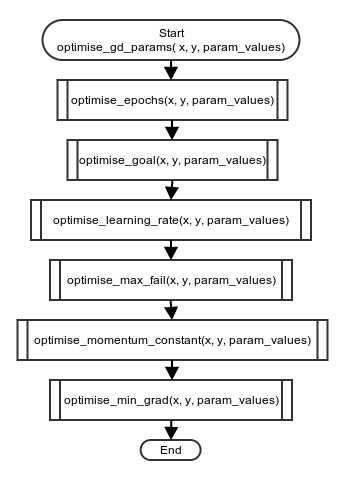 Start
optimise_gd_params( x, y, param_values)
optimise_epochs(x, y, param_values)
optimise_goal(x, y, param_values)
optimise_learning_rate(x, y, param_values)
optimise_max_fail(x, y, param_values)
optimise_momentum_constant(x, y, param_values)
optimise_min_grad(x, y, param_values)
End